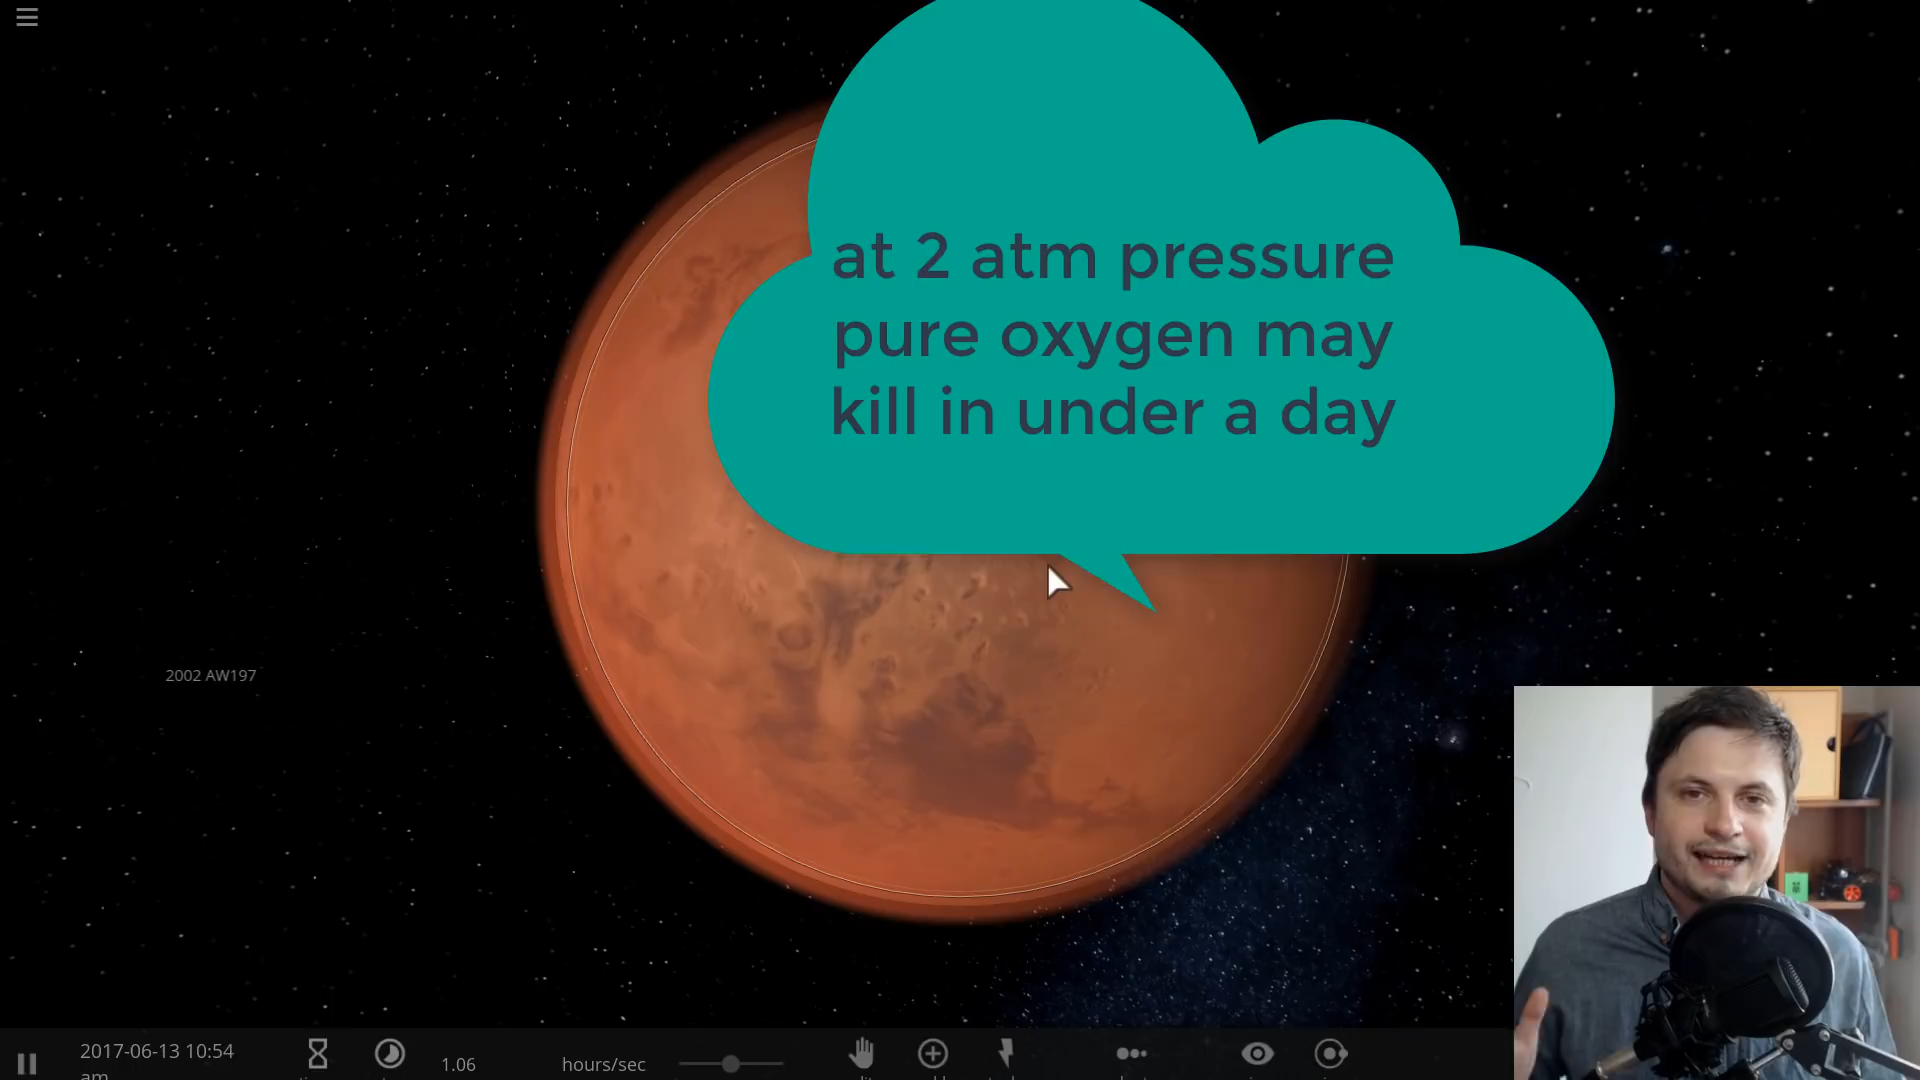 at 2 atm pressure
pure oxygen may
kill in under a day
2002 AW197
2017-06-13 10:54
am
1.06
hours/sec